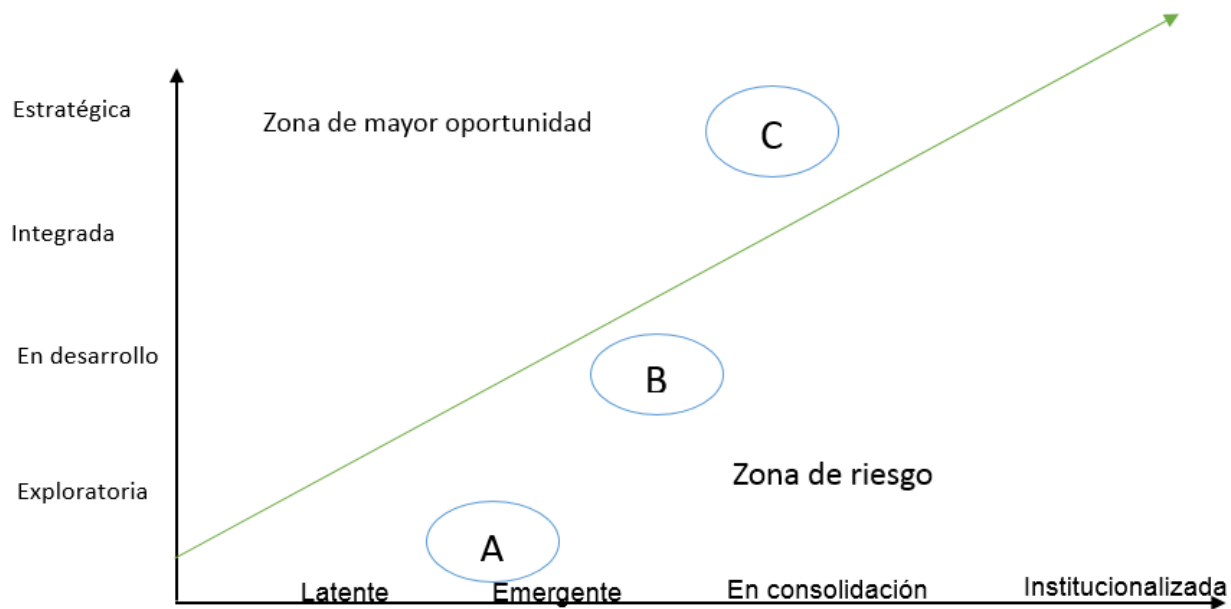 Estratégica
Zona de mayor oportunidad
C
Integrada
En desarrollo
B
Zona de riesgo
Exploratoria
A
Latente
Emergente
En consolidación
Institucionalizada